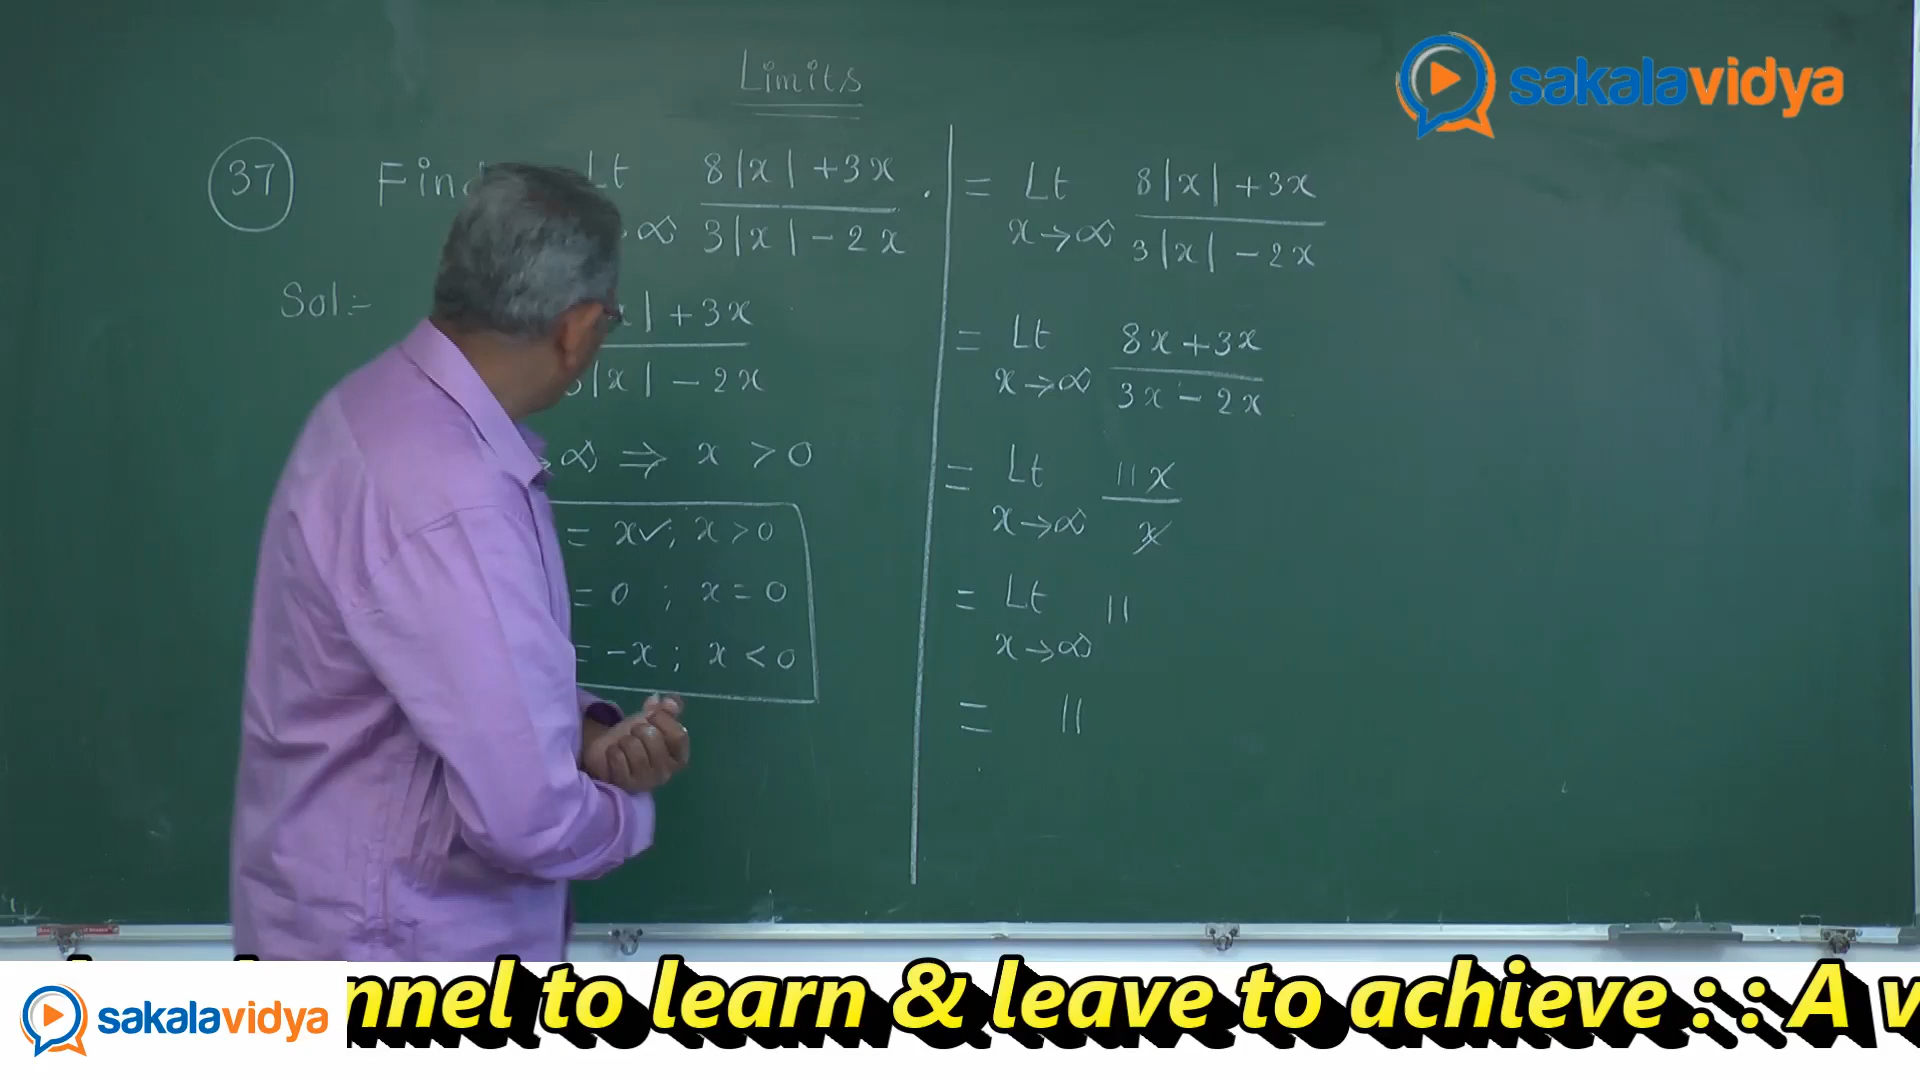 Limits
sakalavidya
37 Find Lt 8|x| + 3x
∞ 3|x| - 2x .
Sol:-
x| + 3x
3|x| - 2x
→∞ ⇒ x > 0
= x✓; x > 0
= 0 ; x = 0
= -x ; x < 0
= Lt 8|x| + 3x
x→∞ 3|x| - 2x
= Lt 8x + 3x
x→∞ 3x - 2x
= Lt 11x
x→∞ x
= Lt 11
x→∞
= 11
sakalavidya
nnel to learn & leave to achieve : : A